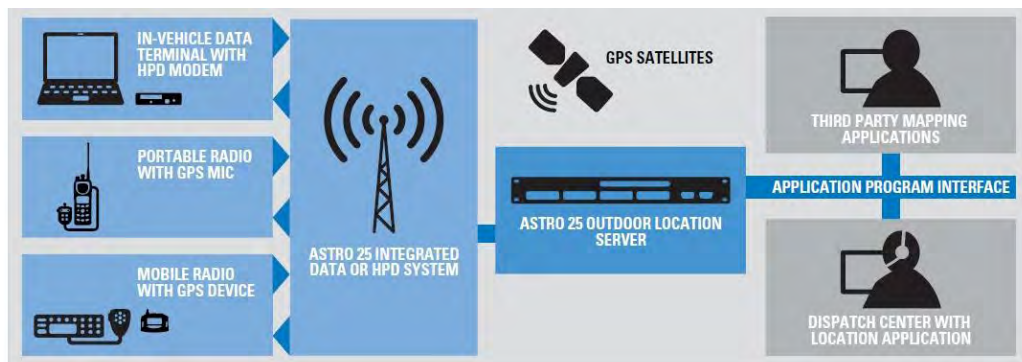 IN-VEHICLE DATA
TERMINAL WITH
HPD MODEM
PORTABLE RADIO
WITH GPS MIC
MOBILE RADIO
WITH GPS DEVICE
ASTRO 25 INTEGRATED
DATA OR HPD SYSTEM
GPS SATELLITES
ASTRO 25 OUTDOOR LOCATION
SERVER
THIRD PARTY MAPPING
APPLICATIONS
APPLICATION PROGRAM INTERFACE
DISPATCH CENTER WITH
LOCATION APPLICATION